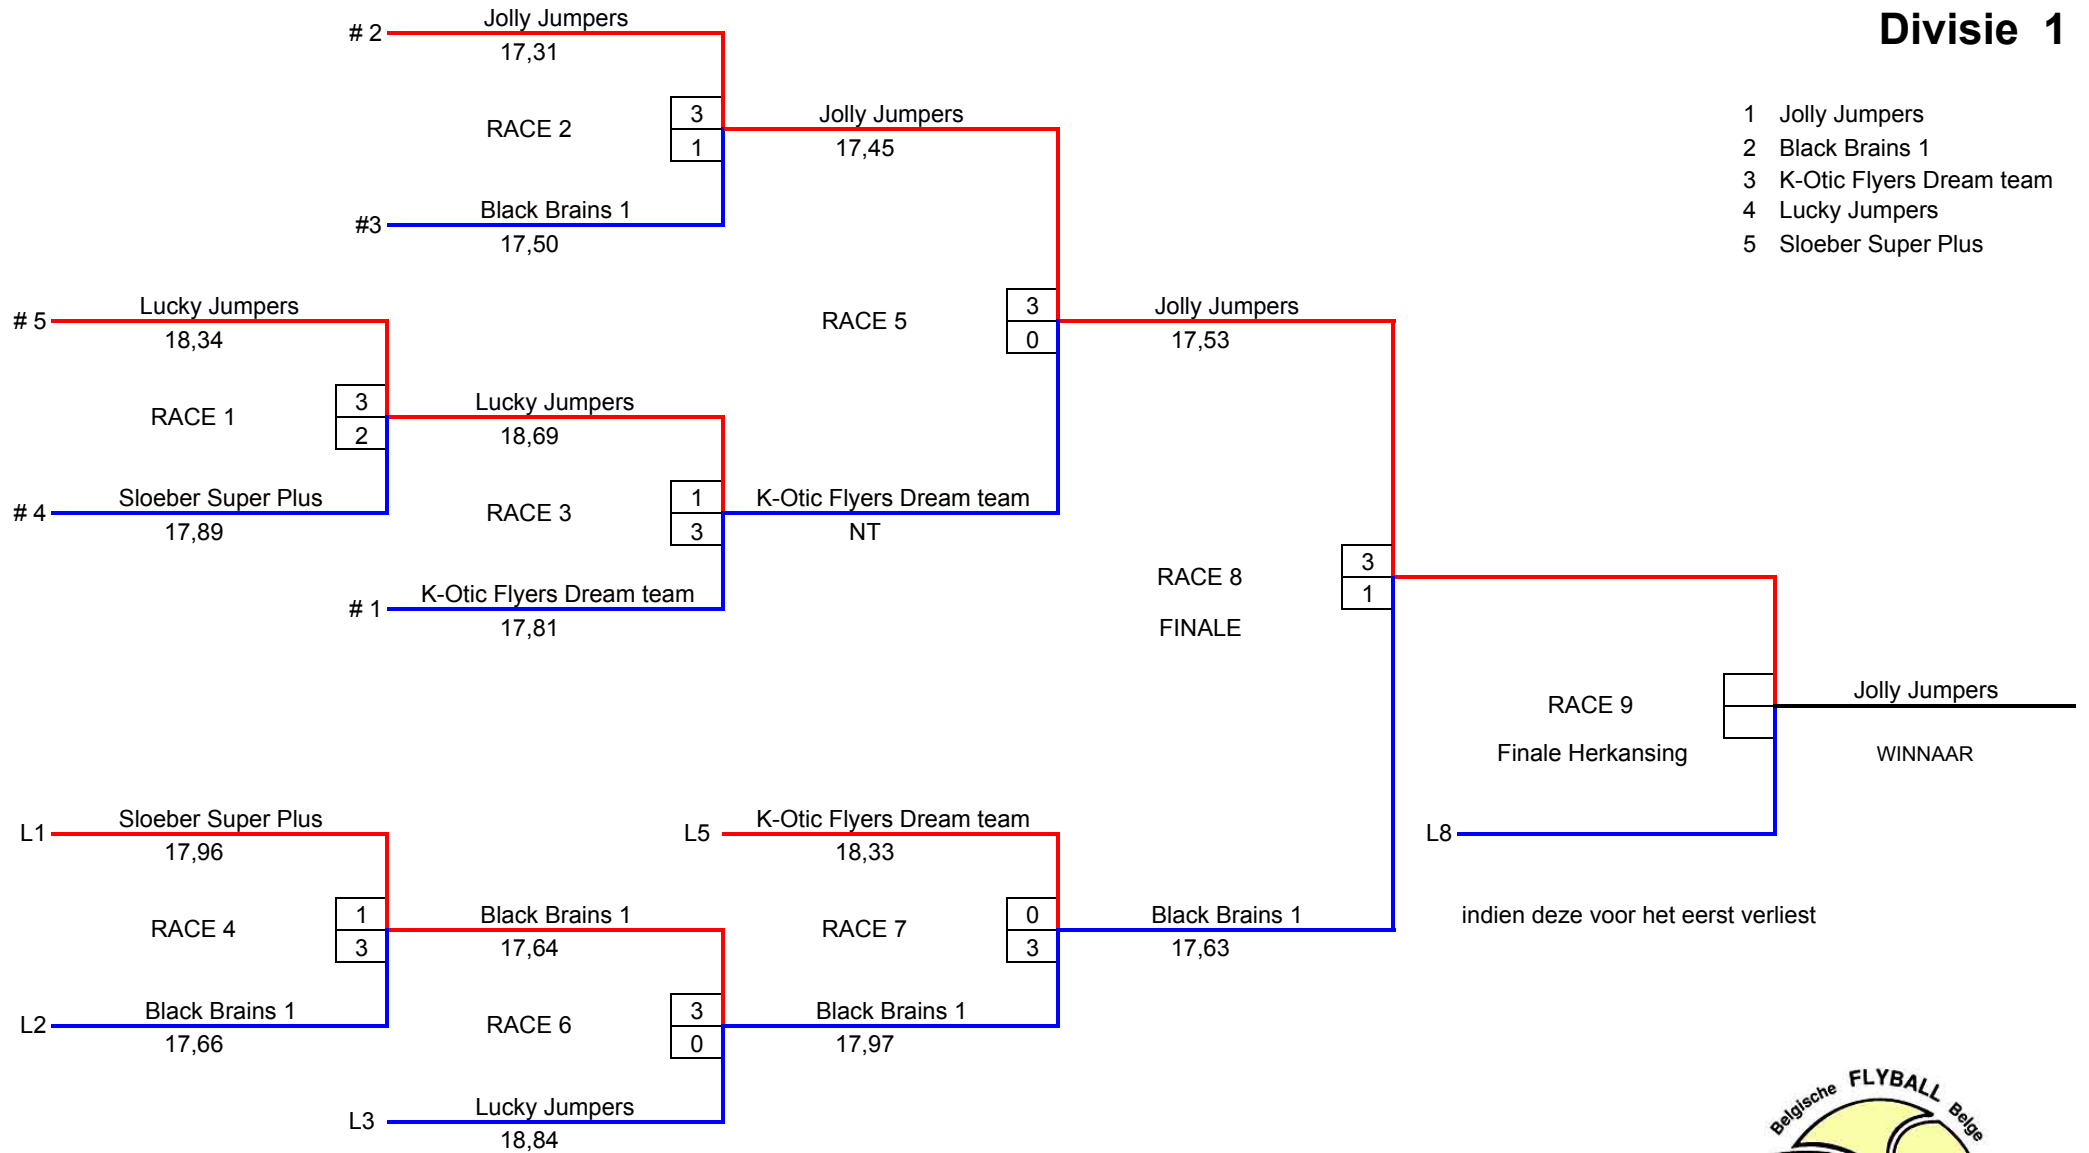 Divisie 1
1 Jolly Jumpers
2 Black Brains 1
3 K-Otic Flyers Dream team
4 Lucky Jumpers
5 Sloeber Super Plus
# 2
Jolly Jumpers
17,31
RACE 2
3
1
#3
Black Brains 1
17,50
# 5
Lucky Jumpers
18,34
RACE 1
3
2
# 4
Sloeber Super Plus
17,89
Lucky Jumpers
18,69
RACE 3
1
3
# 1
K-Otic Flyers Dream team
17,81
Jolly Jumpers
17,45
RACE 5
3
0
K-Otic Flyers Dream team
NT
Jolly Jumpers
17,53
RACE 8
FINALE
3
1
L1
Sloeber Super Plus
17,96
RACE 4
1
3
L2
Black Brains 1
17,66
Black Brains 1
17,64
RACE 6
3
0
L3
Lucky Jumpers
18,84
L5
K-Otic Flyers Dream team
18,33
RACE 7
0
3
Black Brains 1
17,97
Black Brains 1
17,63
RACE 9
Finale Herkansing
L8
indien deze voor het eerst verliest
Jolly Jumpers
WINNAAR
Belgische FLYBALL Belge